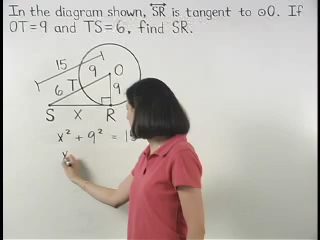 In the diagram shown, SR is tangent to ⊙O. If
OT = 9 and TS = 6, find SR.
15
9 O
6 T 9
S X R
x² + 9² = 1
x